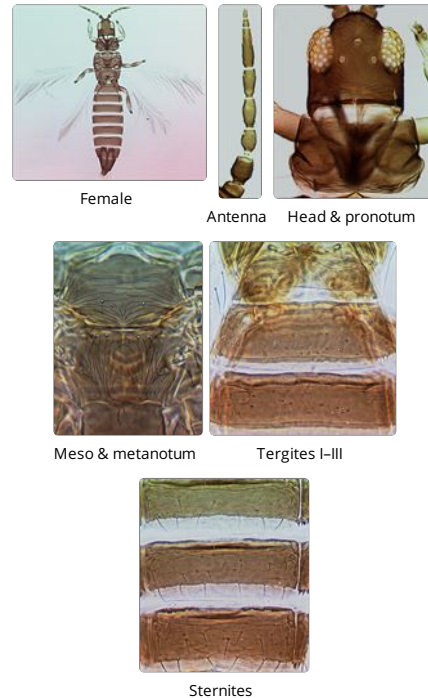 Female
Antenna
Head & pronotum
Meso & metanotum
Tergites I–III
Sternites